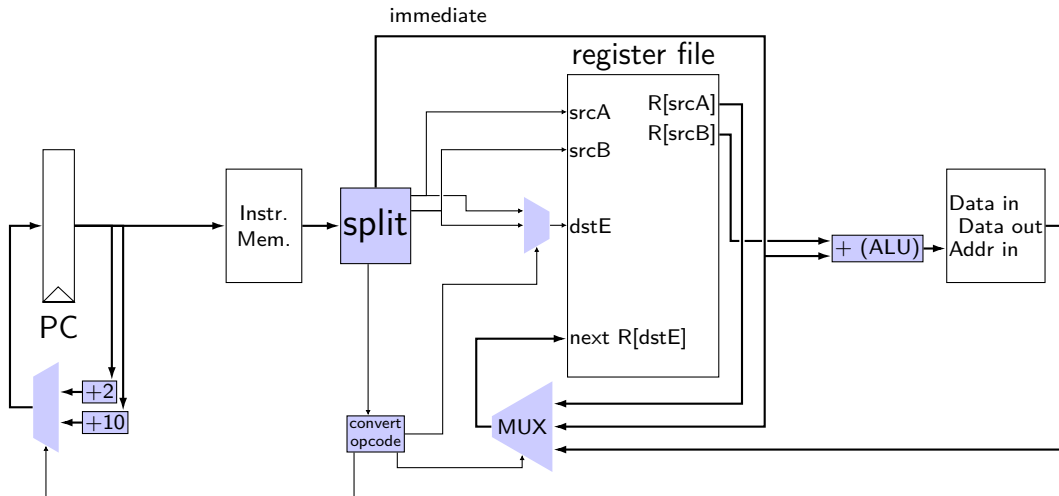 immediate
register file
srcA
R[srcA]
R[srcB]
srcB
Instr.
Mem.
split
dstE
Data in
Data out
Addr in
+ (ALU)
PC
next R[dstE]
+2
+10
convert
opcode
MUX